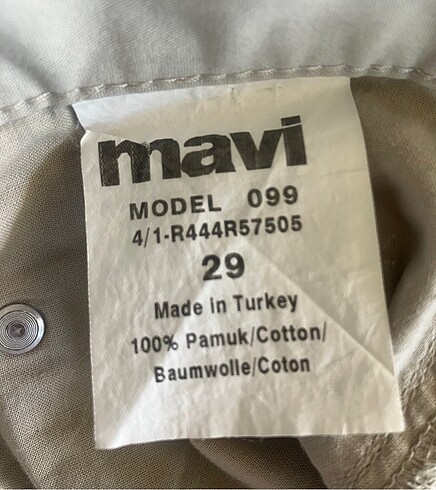 mavi
MODEL 099
4/1-R444R57505
29
Made in Turkey
100% Pamuk/Cotton/
Baumwolle/Coton